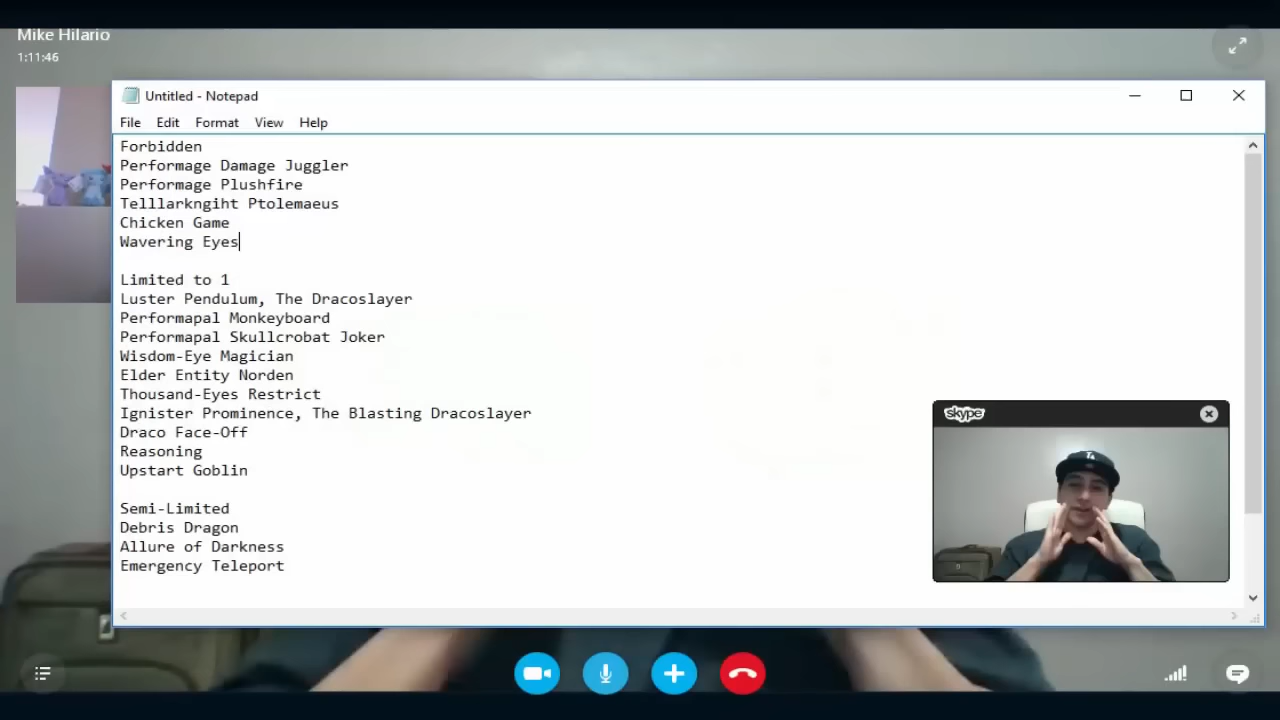 Mike Hilario
1:11:46
Untitled - Notepad
File Edit Format View Help
Forbidden
Performage Damage Juggler
Performage Plushfire
Telllarkngiht Ptolemaeus
Chicken Game
Wavering Eyes
Limited to 1
Luster Pendulum, The Dracoslayer
Performapal Monkeyboard
Performapal Skullcrobat Joker
Wisdom-Eye Magician
Elder Entity Norden
Thousand-Eyes Restrict
Ignister Prominence, The Blasting Dracoslayer
Draco Face-Off
Reasoning
Upstart Goblin
Semi-Limited
Debris Dragon
Allure of Darkness
Emergency Teleport
skype